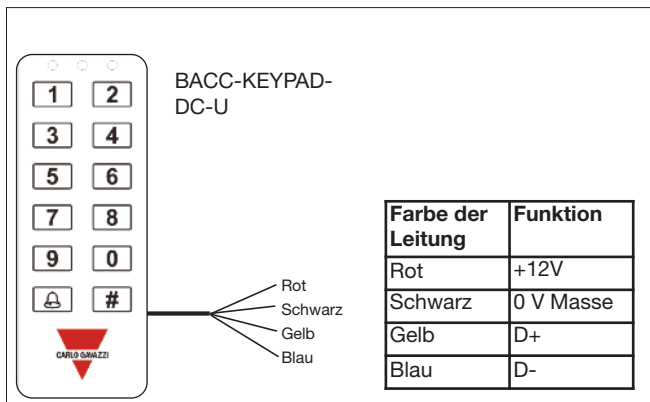 BACC-KEYPAD-
DC-U
1 2
3 4
5 6
7 8
9 0
#
CARLO GAVAZZI
Rot
Schwarz
Gelb
Blau
Farbe der Leitung Funktion
Rot +12V
Schwarz 0 V Masse
Gelb D+
Blau D-